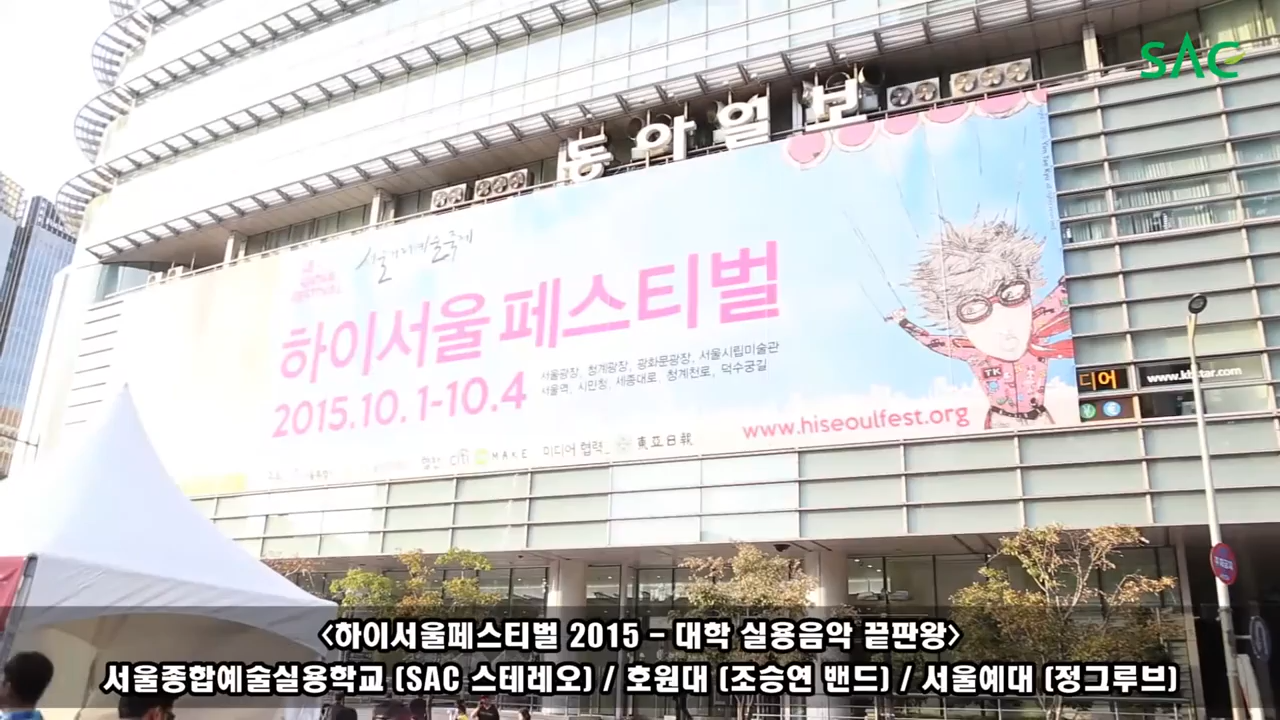 SAC
동아일보
서울거리예술축제
하이서울페스티벌
2015.10.1-10.4
서울광장, 청계광장, 광화문광장, 서울시립미술관
서울역, 시민청, 세종대로, 청계천로, 덕수궁길
www.hiseoulfest.org
협찬 citi MAKE 미디어 협력 東亞日報
TK
디어
<하이서울페스티벌 2015 - 대학 실용음악 끝판왕>
서울종합예술실용학교 (SAC 스테레오) / 호원대 (조승연 밴드) / 서울예대 (정그루브)